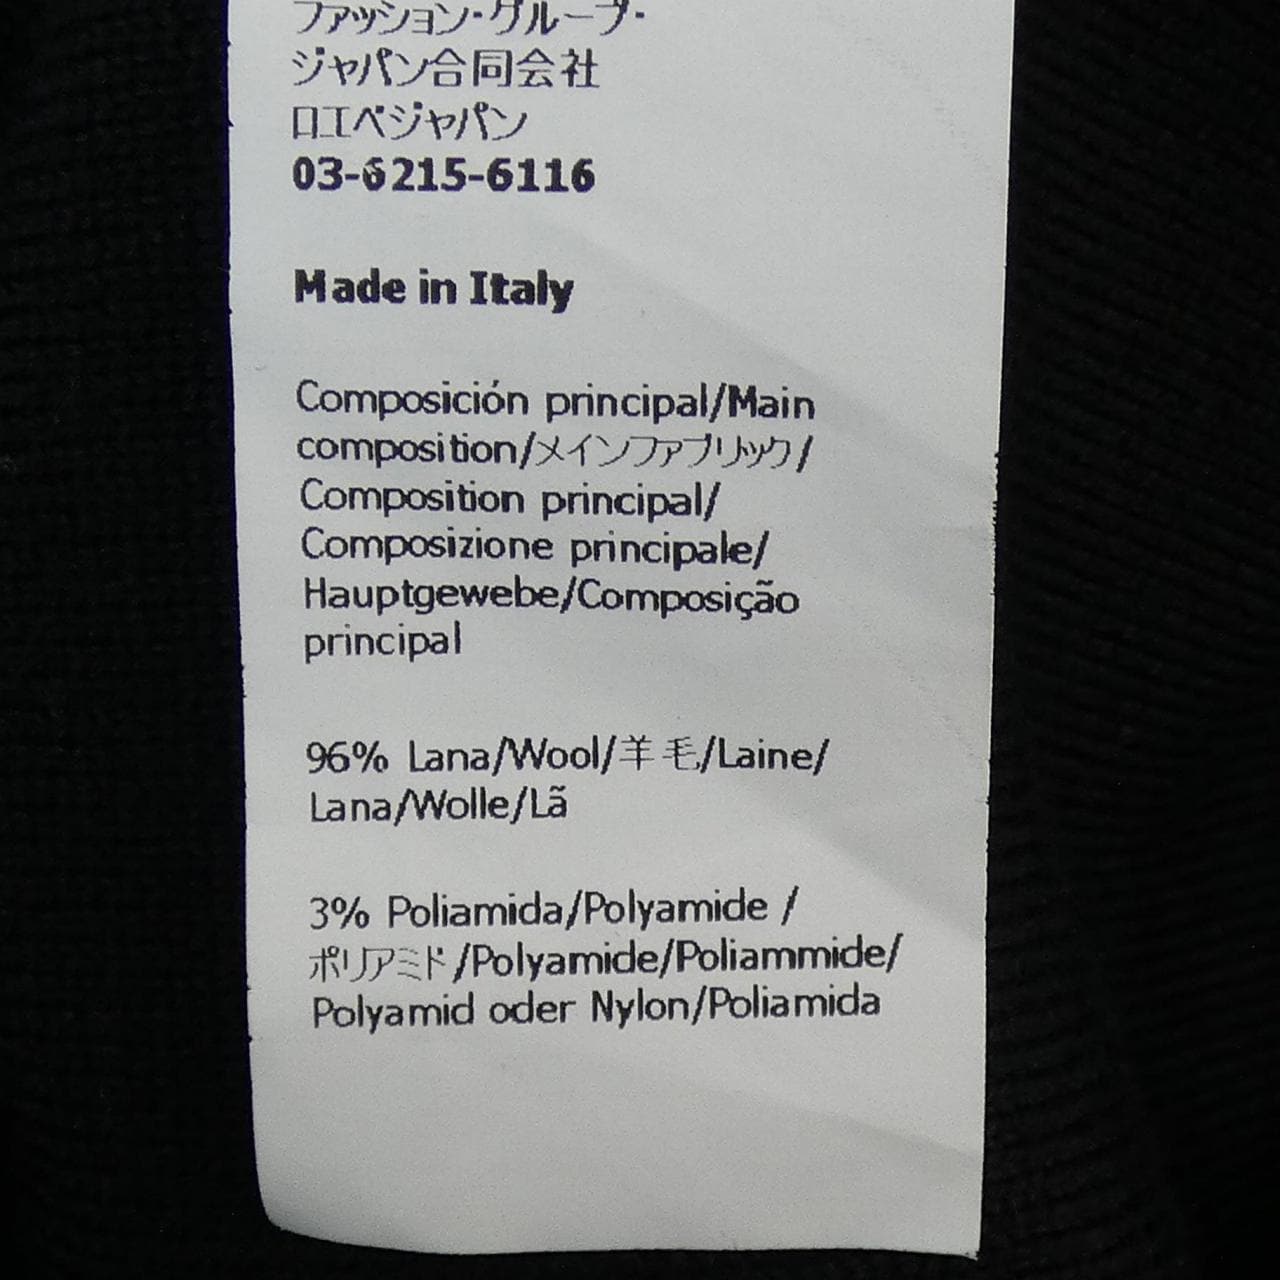 ファッション・グループ・
ジャパン合同会社
ロエベジャパン
03-6215-6116
Made in Italy
Composición principal/Main
composition/メインファブリック/
Composition principal/
Composizione principale/
Hauptgewebe/Composição
principal
96% Lana/Wool/羊毛/Laine/
Lana/Wolle/Lã
3% Poliamida/Polyamide /
ポリアミド/Polyamide/Poliammide/
Polyamid oder Nylon/Poliamida